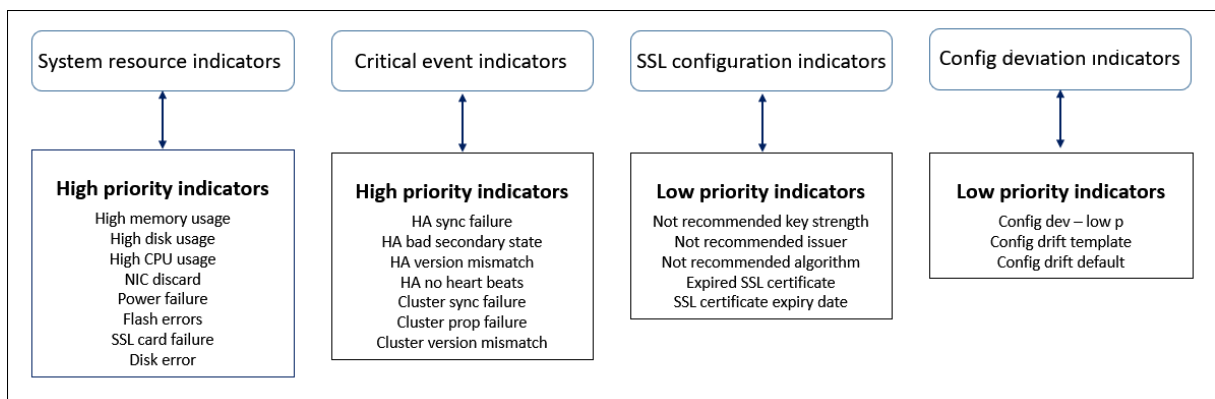 System resource indicators
High priority indicators
High memory usage
High disk usage
High CPU usage
NIC discard
Power failure
Flash errors
SSL card failure
Disk error
Critical event indicators
High priority indicators
HA sync failure
HA bad secondary state
HA version mismatch
HA no heart beats
Cluster sync failure
Cluster prop failure
Cluster version mismatch
SSL configuration indicators
Low priority indicators
Not recommended key strength
Not recommended issuer
Not recommended algorithm
Expired SSL certificate
SSL certificate expiry date
Config deviation indicators
Low priority indicators
Config dev – low p
Config drift template
Config drift default